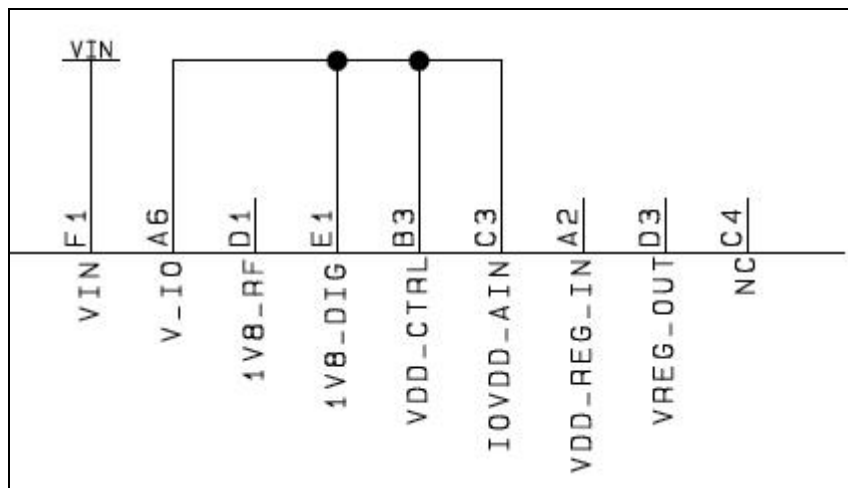 VIN
F1
A6
D1
E1
B3
C3
A2
D3
C4
VIN
V_IO
1V8_RF
1V8_DIG
VDD_CTRL
IOVDD_AIN
VDD_REG_IN
VREG_OUT
NC